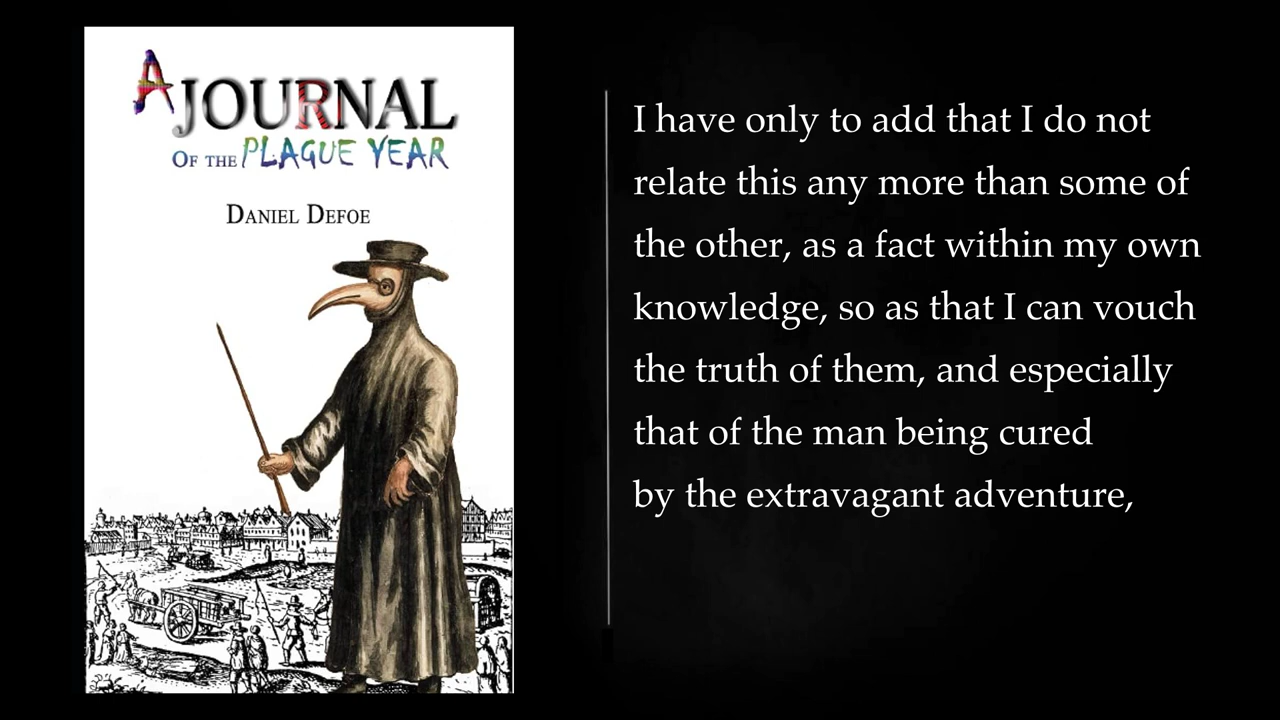 A JOURNAL
OF THE PLAGUE YEAR
DANIEL DEFOE
I have only to add that I do not
relate this any more than some of
the other, as a fact within my own
knowledge, so as that I can vouch
the truth of them, and especially
that of the man being cured
by the extravagant adventure,